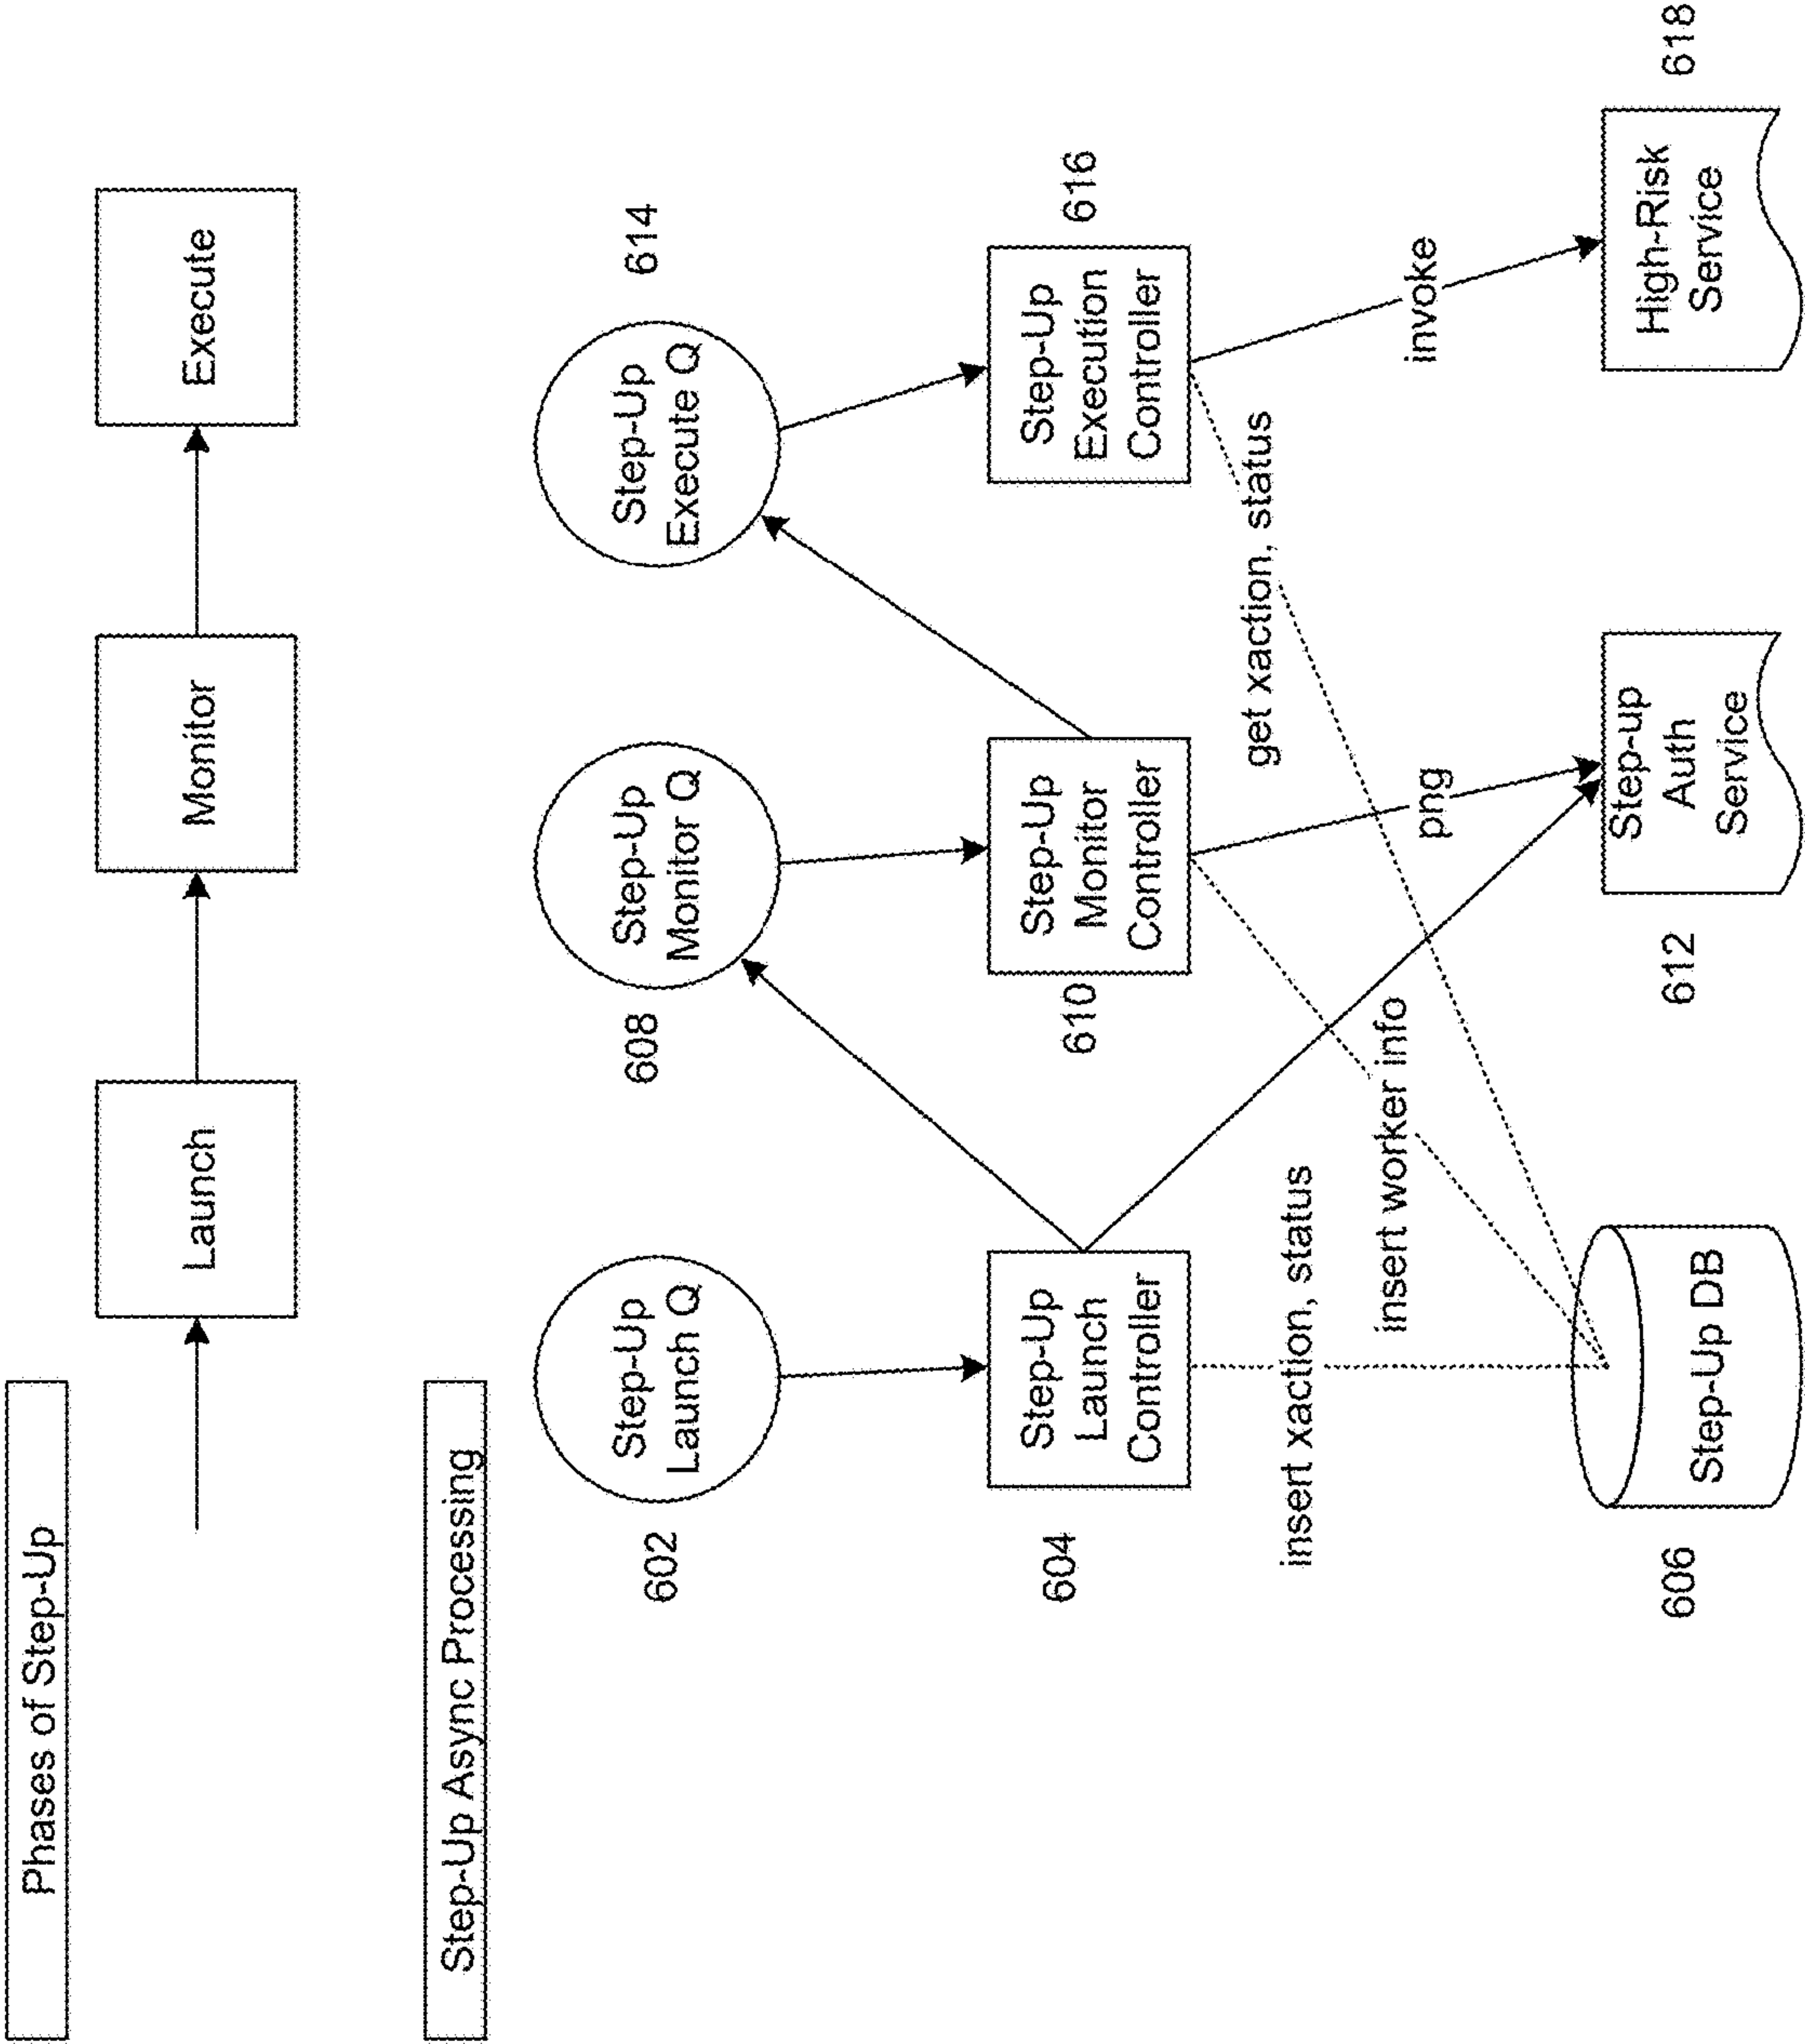 Phases of Step-Up
Launch
Monitor
Execute
Step-Up Async Processing
602
Step-Up
Launch Q
608
Step-Up
Monitor Q
Step-Up
Execute Q
614
604
Step-Up
Launch
Controller
610
Step-Up
Monitor
Controller
Step-Up
Execution
Controller
616
insert xaction, status
insert worker info
get xaction, status
png
invoke
606
Step-Up DB
612
Step-up
Auth
Service
High-Risk
Service
618